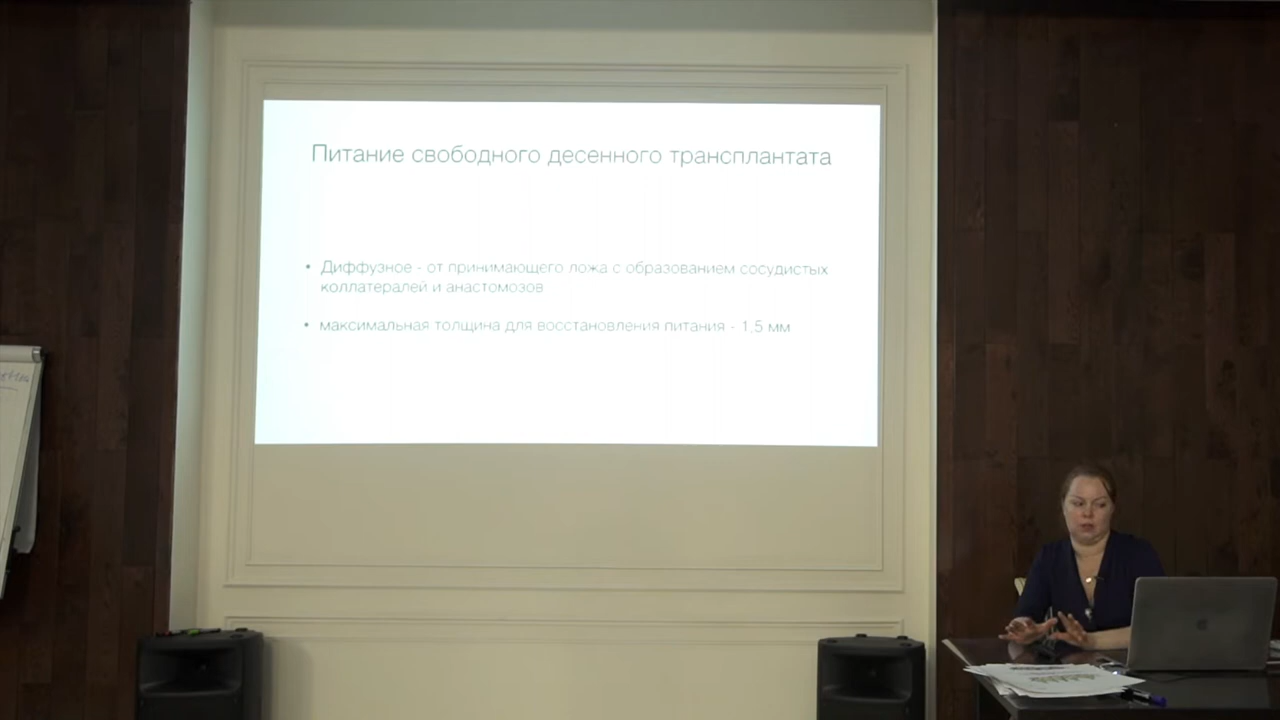 Питание свободного десенного трансплантата
• Диффузное - от принимающего ложа с образованием сосудистых
коллатералей и анастомозов
• максимальная толщина для восстановления питания - 1,5 мм